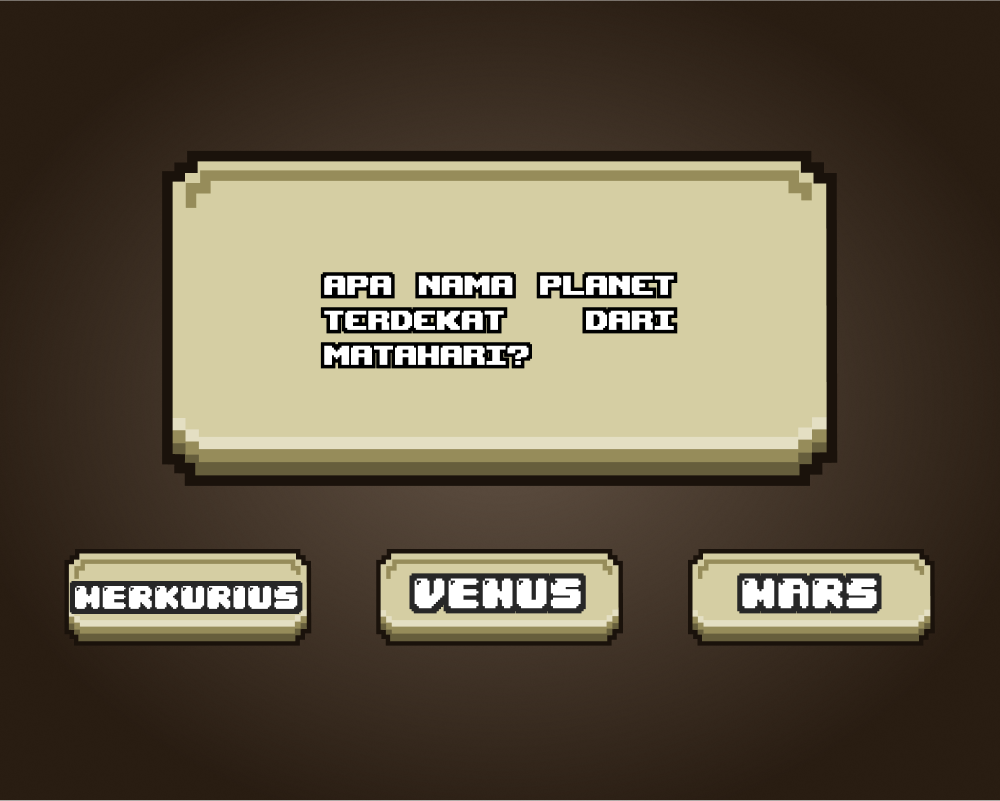 APA NAMA PLANET
TERDEKAT DARI
MATAHARI?
MERKURIUS
VENUS
MARS